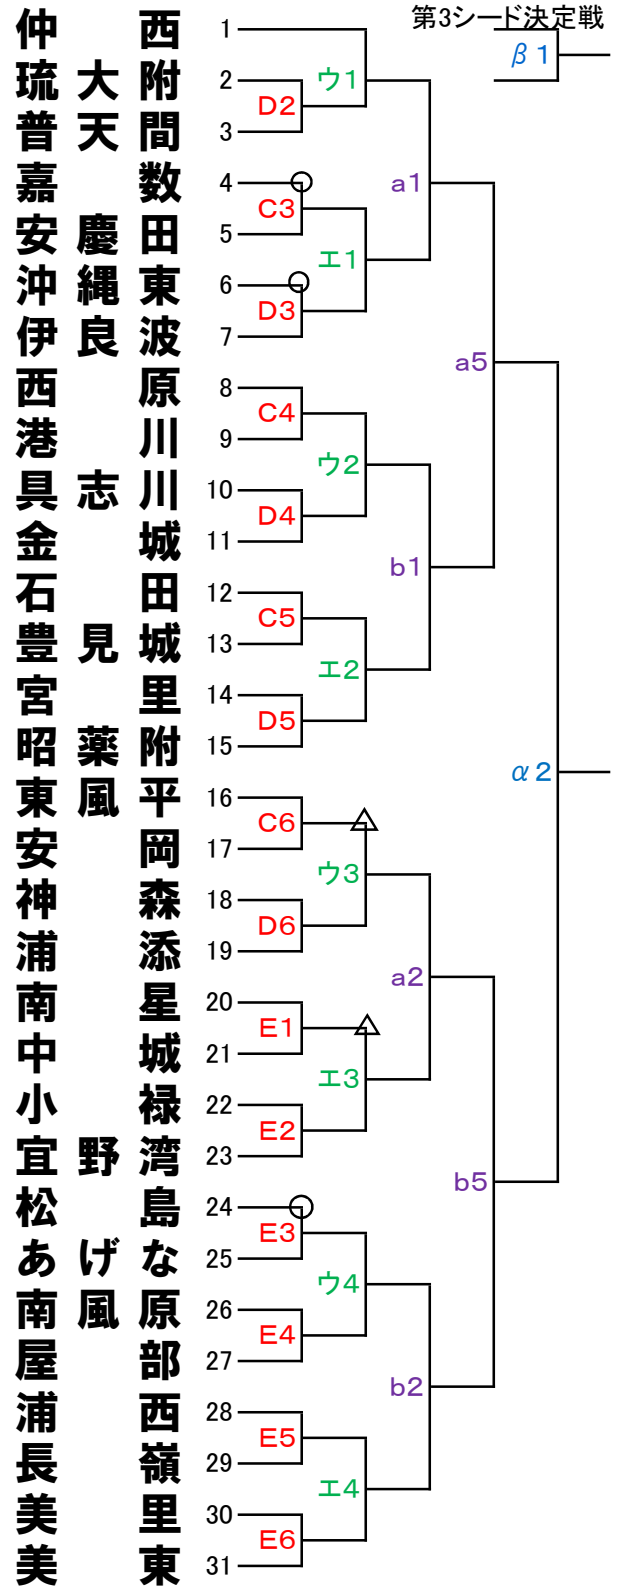 第3シード決定戦
仲西 1
β1
琉大附 2
ウ1
D2
普天間 3
嘉数 4
a1
C3
安慶田 5
エ1
沖縄東 6
D3
伊良波 7
a5
西原 8
C4
港川 9
ウ2
具志川 10
D4
金城 11
b1
石田 12
C5
豊見城 13
エ2
宮里 14
D5
昭薬附 15
α2
東風平 16
C6
安岡 17
ウ3
神森 18
D6
浦添 19
a2
南星 20
E1
中城 21
エ3
小禄 22
E2
宜野湾 23
b5
松島 24
E3
あげな 25
ウ4
南風原 26
E4
屋部 27
b2
浦西 28
E5
長嶺 29
エ4
美里 30
E6
美東 31